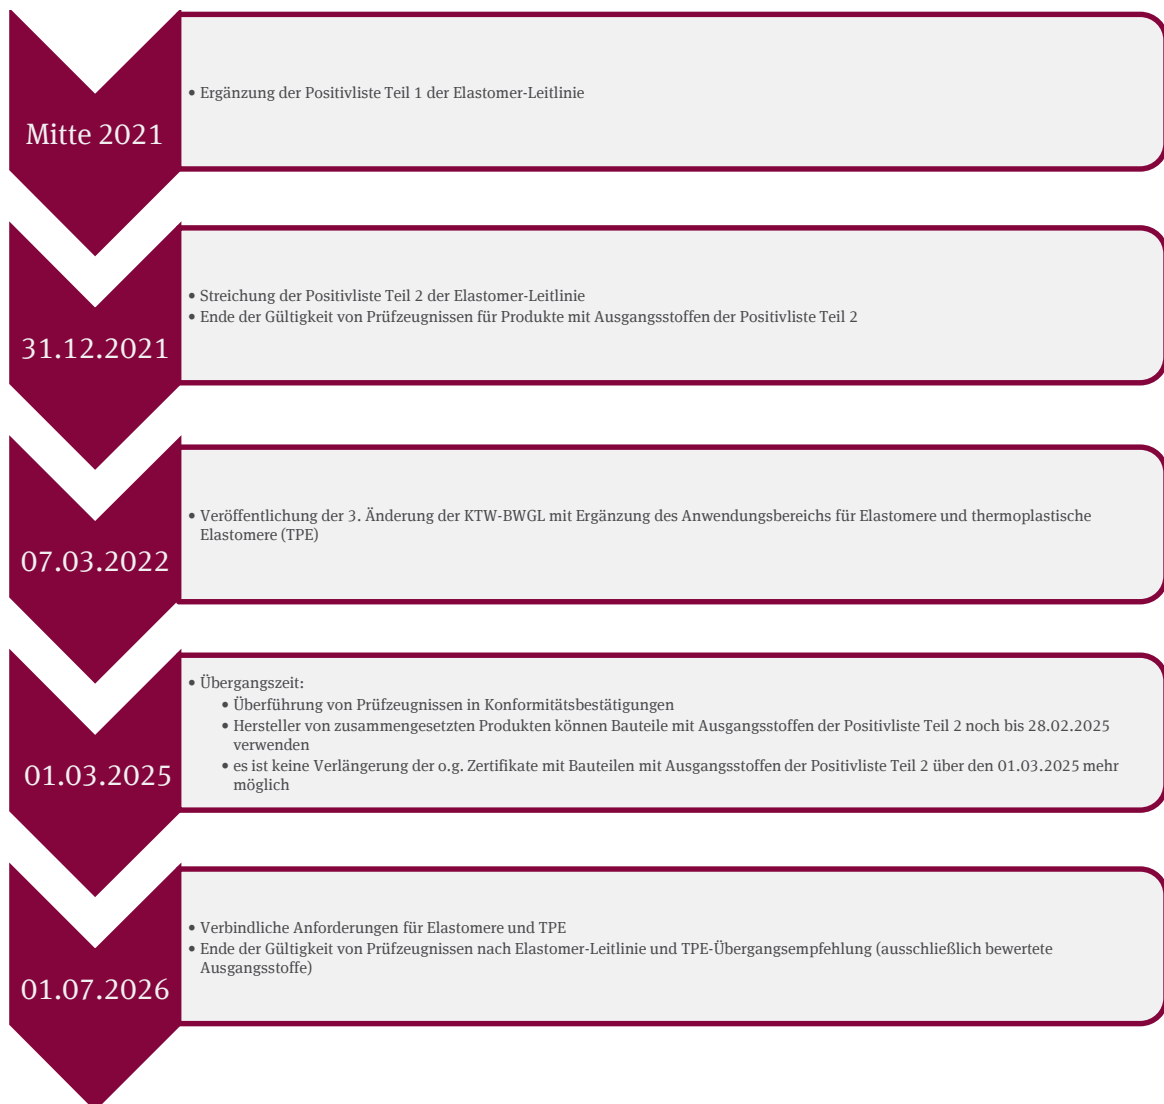 Mitte 2021
• Ergänzung der Positivliste Teil 1 der Elastomer-Leitlinie
31.12.2021
• Streichung der Positivliste Teil 2 der Elastomer-Leitlinie
• Ende der Gültigkeit von Prüfzeugnissen für Produkte mit Ausgangsstoffen der Positivliste Teil 2
07.03.2022
• Veröffentlichung der 3. Änderung der KTW-BWGL mit Ergänzung des Anwendungsbereichs für Elastomere und thermoplastische
Elastomere (TPE)
01.03.2025
• Übergangszeit:
• Überführung von Prüfzeugnissen in Konformitätsbestätigungen
• Hersteller von zusammengesetzten Produkten können Bauteile mit Ausgangsstoffen der Positivliste Teil 2 noch bis 28.02.2025
verwenden
• es ist keine Verlängerung der o.g. Zertifikate mit Bauteilen mit Ausgangsstoffen der Positivliste Teil 2 über den 01.03.2025 mehr
möglich
01.07.2026
• Verbindliche Anforderungen für Elastomere und TPE
• Ende der Gültigkeit von Prüfzeugnissen nach Elastomer-Leitlinie und TPE-Übergangsempfehlung (ausschließlich bewertete
Ausgangsstoffe)